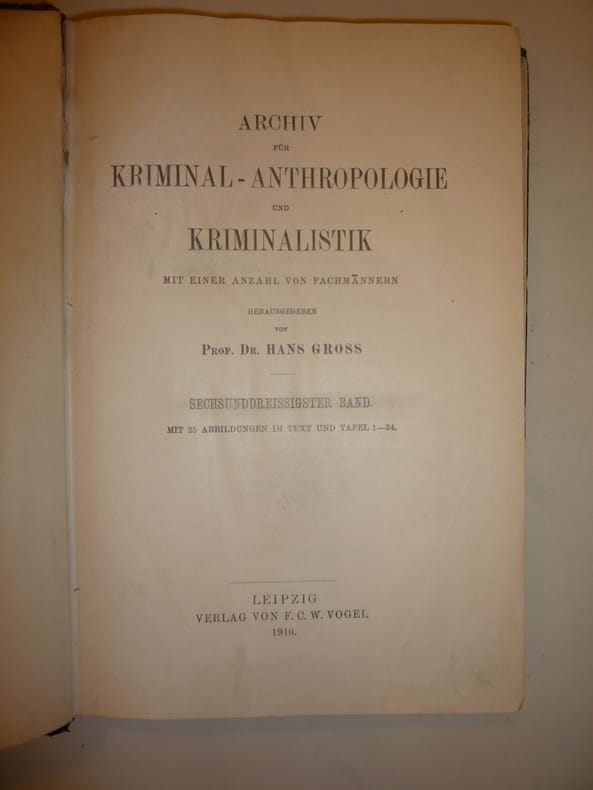 ARCHIV
FÜR
KRIMINAL-ANTHROPOLOGIE
UND
KRIMINALISTIK
MIT EINER ANZAHL VON FACHMÄNNERN
HERAUSGEGEBEN
VON
PROF. DR. HANS GROSS
SECHSUNDDREISSIGSTER BAND.
MIT 35 ABBILDUNGEN IM TEXT UND TAFEL 1—24.
LEIPZIG
VERLAG VON F. C. W. VOGEL
1910.